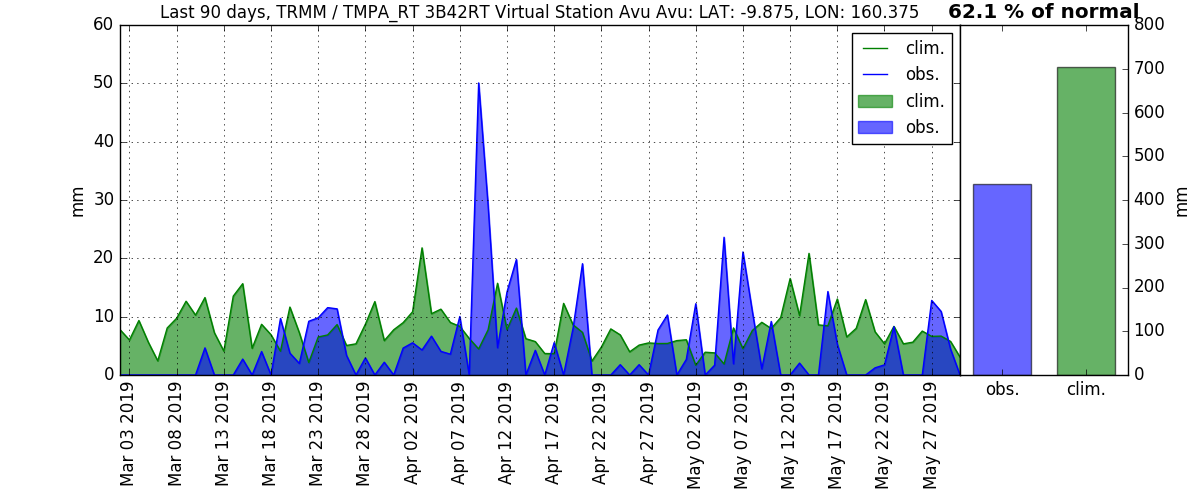 Last 90 days, TRMM / TMPA_RT 3B42RT Virtual Station Avu Avu: LAT: -9.875, LON: 160.375
62.1 % of normal
clim.
obs.
clim.
obs.
60
50
40
30
20
10
0
mm
800
700
600
500
400
300
200
100
0
mm
Mar 03 2019
Mar 08 2019
Mar 13 2019
Mar 18 2019
Mar 23 2019
Mar 28 2019
Apr 02 2019
Apr 07 2019
Apr 12 2019
Apr 17 2019
Apr 22 2019
Apr 27 2019
May 02 2019
May 07 2019
May 12 2019
May 17 2019
May 22 2019
May 27 2019
obs.
clim.